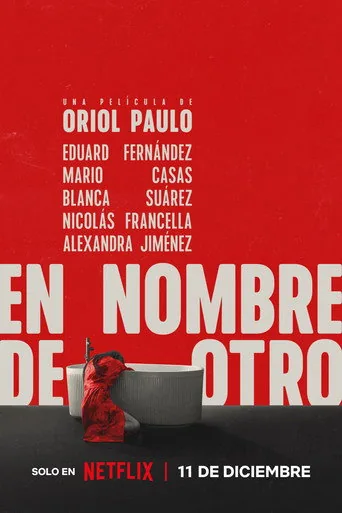 UNA PELÍCULA DE
ORIOL PAULO
EDUARD FERNÁNDEZ
MARIO CASAS
BLANCA SUÁREZ
NICOLÁS FRANCELLA
ALEXANDRA JIMÉNEZ
EN NOMBRE
DE OTRO
SOLO EN NETFLIX | 11 DE DICIEMBRE